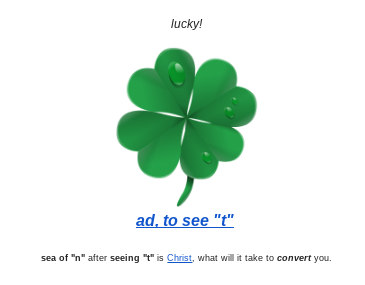 lucky!
ad, to see "t"
sea of "n" after seeing "t" is Christ, what will it take to convert you.